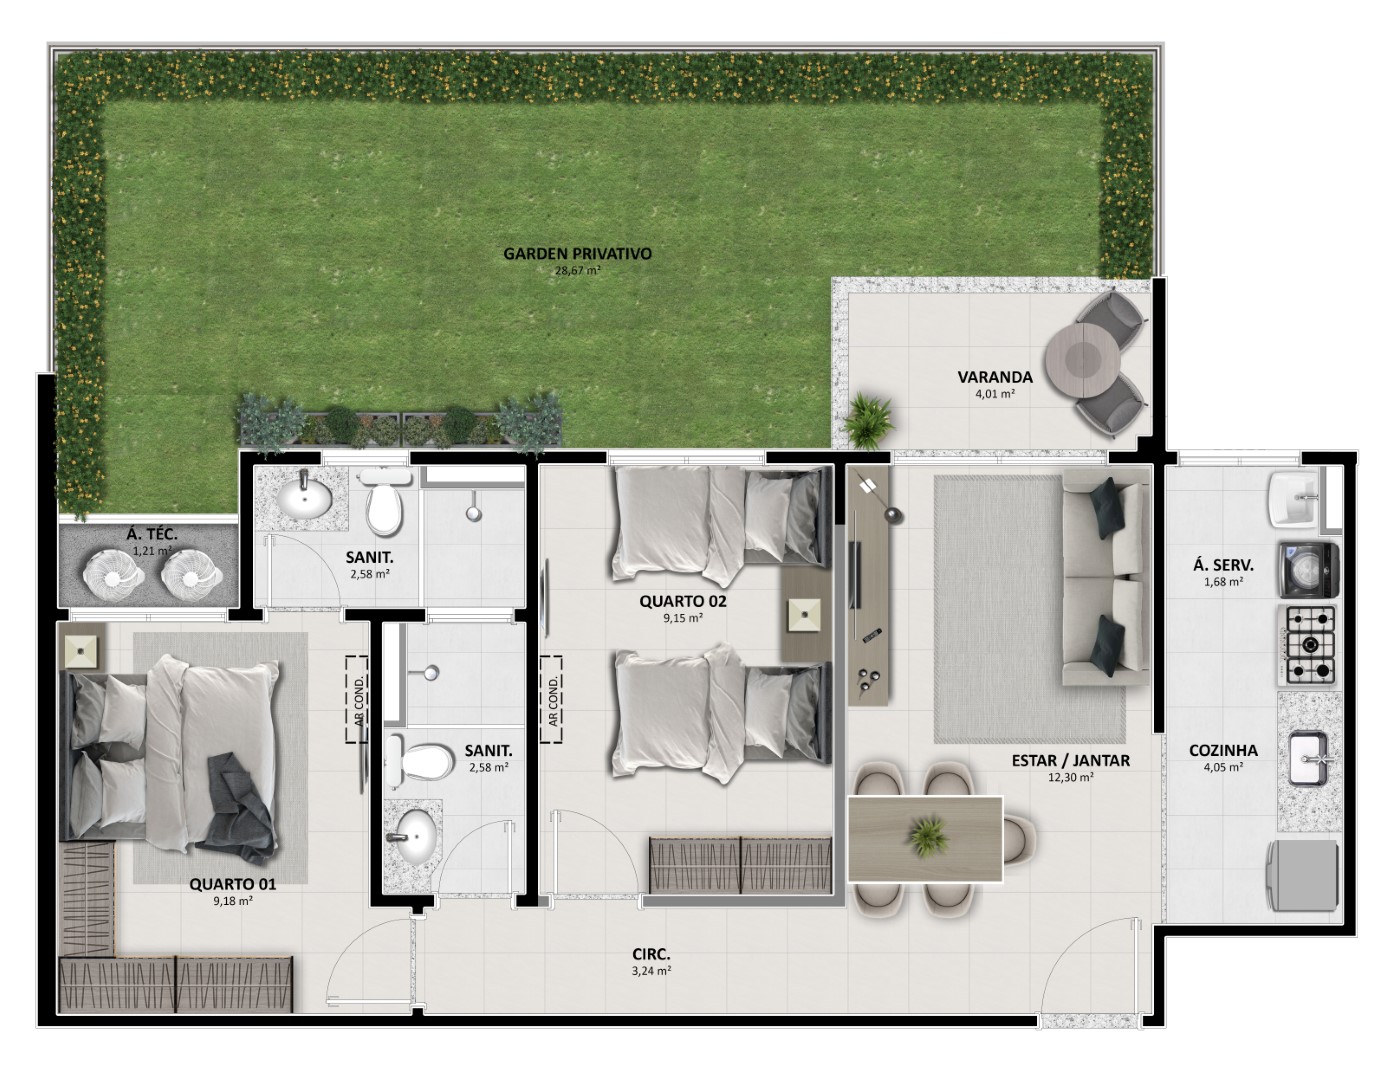 GARDEN PRIVATIVO
28,67 m²
VARANDA
4,01 m²
Á. TÉC.
1,21 m²
SANIT.
2,58 m²
QUARTO 02
9,15 m²
Á. SERV.
1,68 m²
AR COND.
AR COND.
SANIT.
2,58 m²
ESTAR / JANTAR
12,30 m²
COZINHA
4,05 m²
QUARTO 01
9,18 m²
CIRC.
3,24 m²